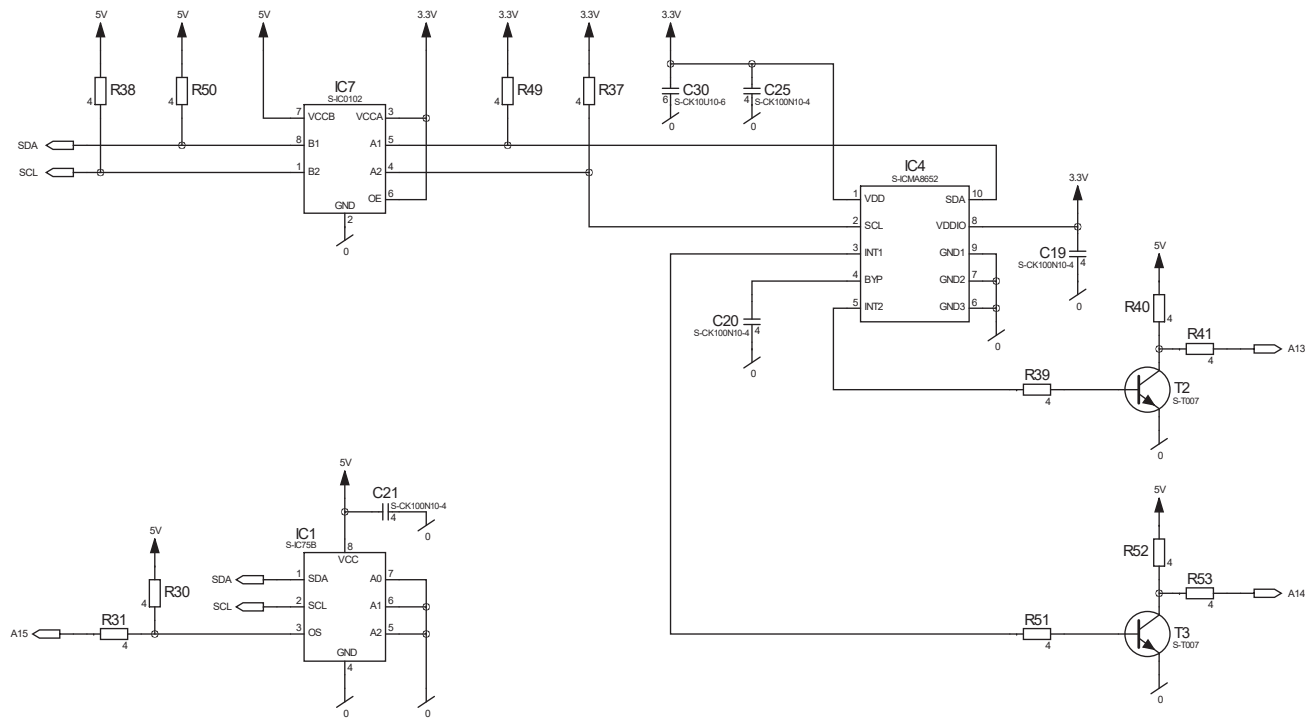 5V 5V 5V 3.3V 3.3V 3.3V 3.3V
R38 R50 IC7 R49 R37 C30 C25
S-IC0102 S-CK10U10-6 S-CK100N10-4
4 4 4 4 6 4
7 VCCB VCCA 3
0 0
SDA 8 B1 A1 5
SCL 1 B2 A2 4
OE 6
GND
2
0
IC4
S-ICMA8652
1 VDD SDA 10
2 SCL VDDIO 8
3 INT1 GND1 9
4 BYP GND2 7
5 INT2 GND3 6
0
3.3V
C19
S-CK100N10-4
4
0
C20
S-CK100N10-4
4
0
5V
R40
4
R41
4
A13
R39
4
T2
S-T007
0
5V
C21
S-CK100N10-4
4
0
IC1
S-IC75B
8
VCC
SDA 1 SDA A0 7
SCL 2 SCL A1 6
3 OS A2 5
GND
4
0 0
5V
R30
4
A15
R31
4
5V
R52
4
R53
4
A14
R51
4
T3
S-T007
0